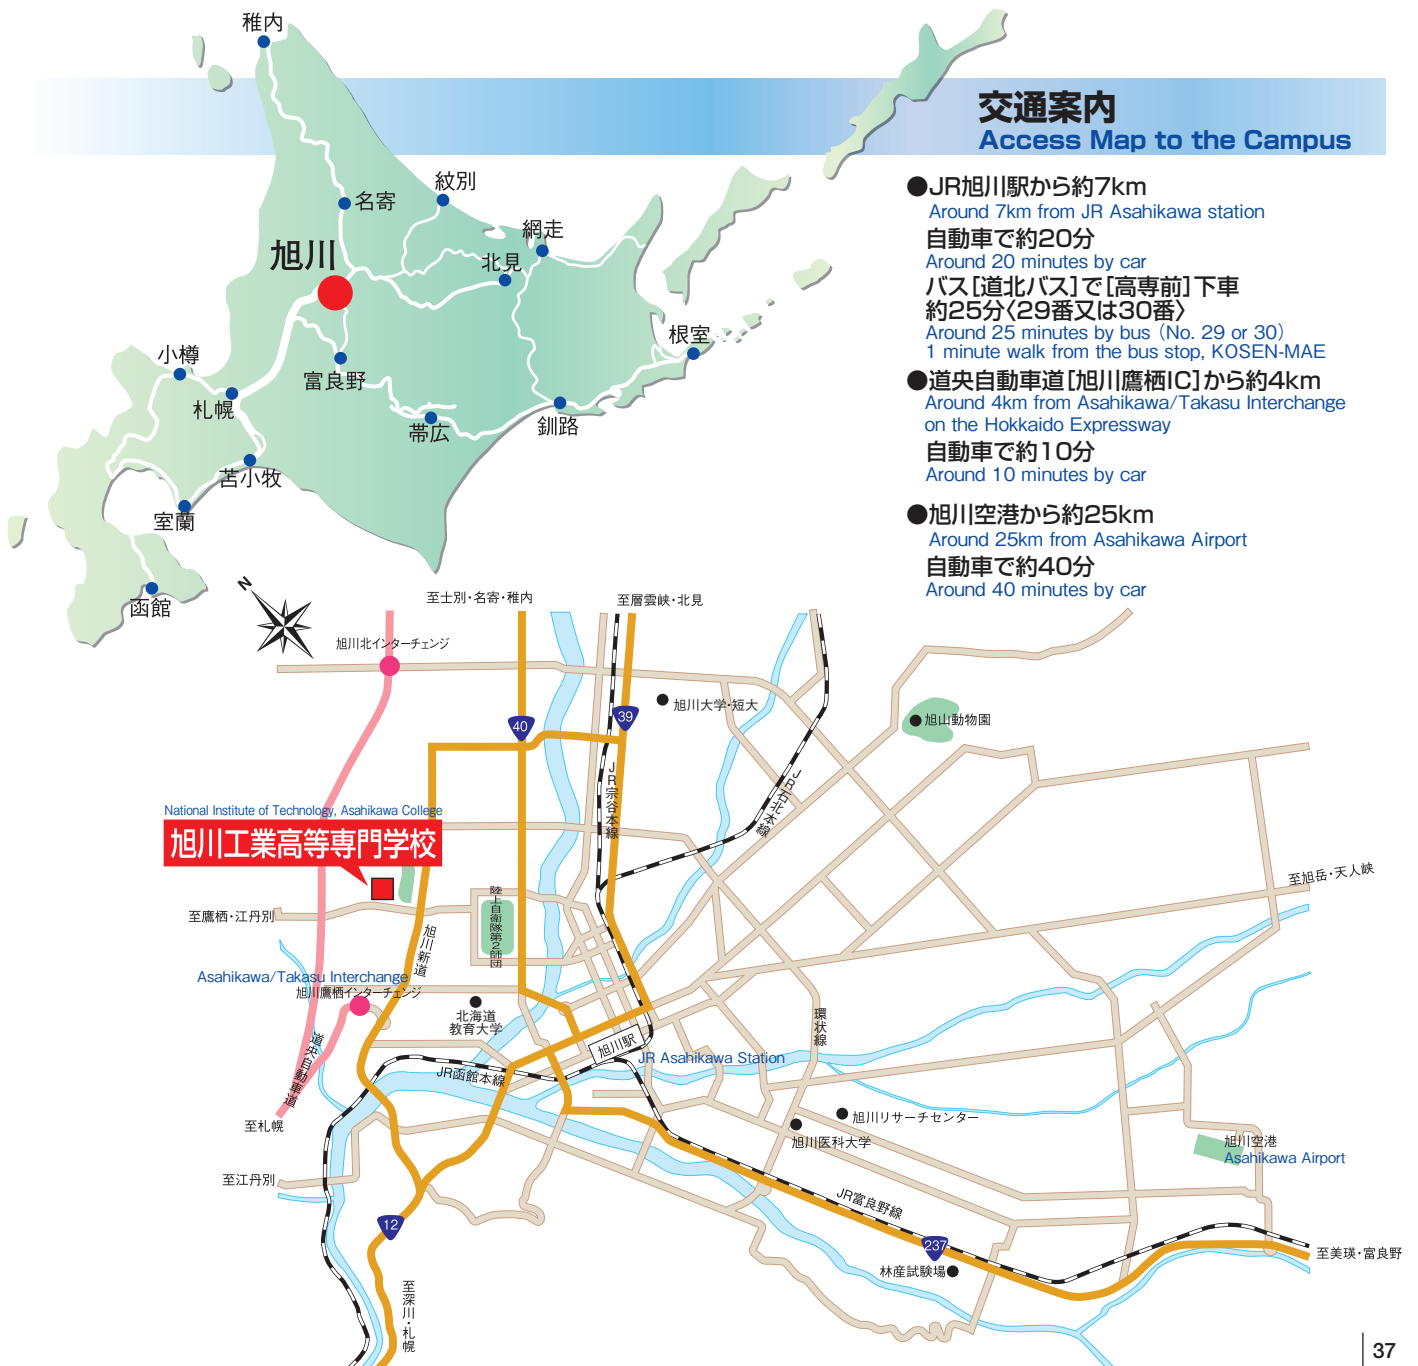 稚内
交通案内
Access Map to the Campus
●JR旭川駅から約7km
Around 7km from JR Asahikawa station
自動車で約20分
Around 20 minutes by car
バス[道北バス]で[高専前]下車
約25分〈29番又は30番〉
Around 25 minutes by bus (No. 29 or 30)
1 minute walk from the bus stop, KOSEN-MAE
●道央自動車道[旭川鷹栖IC]から約4km
Around 4km from Asahikawa/Takasu Interchange
on the Hokkaido Expressway
自動車で約10分
Around 10 minutes by car
●旭川空港から約25km
Around 25km from Asahikawa Airport
自動車で約40分
Around 40 minutes by car
紋別
名寄
網走
旭川
北見
根室
小樽
富良野
札幌
帯広
釧路
苫小牧
室蘭
函館
N
至士別・名寄・稚内
至層雲峡・北見
旭川北インターチェンジ
旭川大学・短大
40
39
旭山動物園
JR宗谷本線
JR石北本線
National Institute of Technology, Asahikawa College
旭川工業高等専門学校
至旭岳・天人峡
陸上自衛隊第2師団
至鷹栖・江丹別
旭川新道
Asahikawa/Takasu Interchange
旭川鷹栖インターチェンジ
北海道
教育大学
環状線
道央自動車道
旭川駅
JR Asahikawa Station
JR函館本線
至札幌
旭川リサーチセンター
旭川医科大学
旭川空港
Asahikawa Airport
至江丹別
JR富良野線
12
237
至美瑛・富良野
林産試験場
至深川・札幌
37